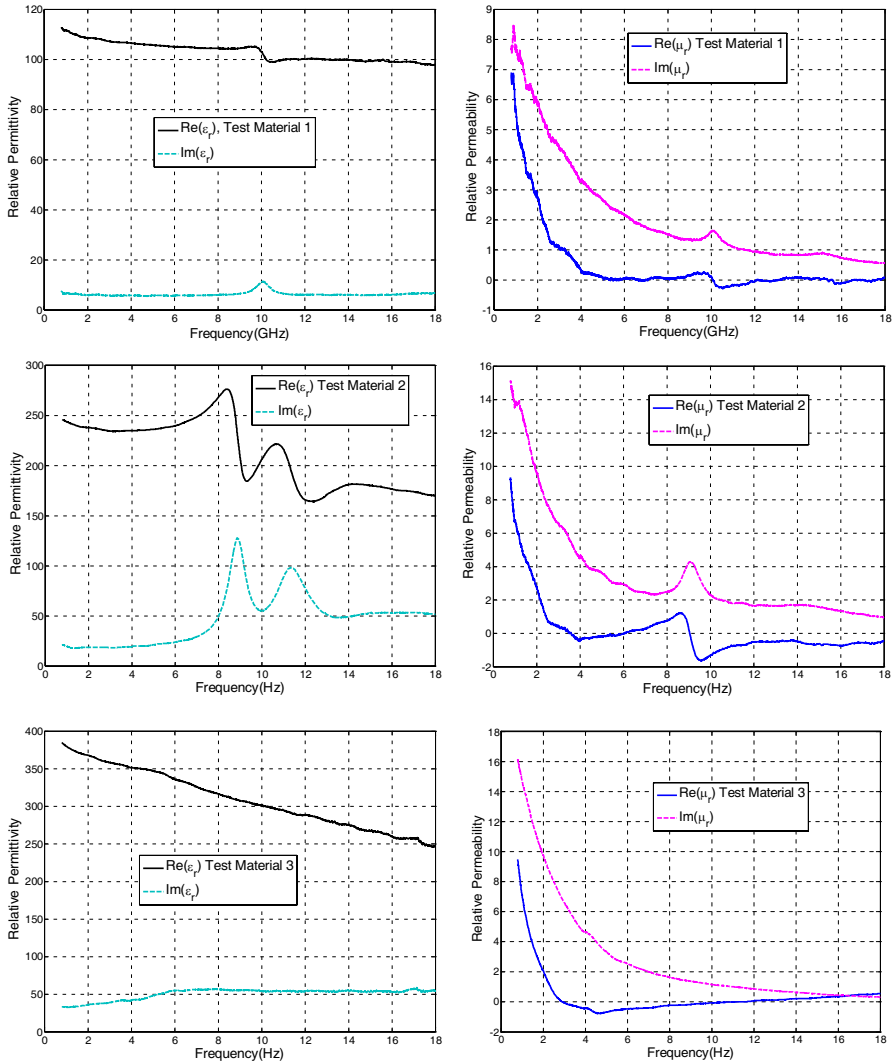 120
100
80
60
40
20
0
Relative Permittivity
Re(εr), Test Material 1
Im(εr)
0 2 4 6 8 10 12 14 16 18
Frequency(GHz)
9
8
7
6
5
4
3
2
1
0
-1
Relative Permeability
Re(μr) Test Material 1
Im(μr)
0 2 4 6 8 10 12 14 16 18
Frequency(GHz)
300
250
200
150
100
50
0
Relative Permittivity
Re(εr) Test Material 2
Im(εr)
0 2 4 6 8 10 12 14 16 18
Frequency(Hz)
16
14
12
10
8
6
4
2
0
-2
Relative Permeability
Re(μr) Test Material 2
Im(μr)
0 2 4 6 8 10 12 14 16 18
Frequency(Hz)
400
350
300
250
200
150
100
50
0
Relative Permittivity
Re(εr) Test Material 3
Im(εr)
0 2 4 6 8 10 12 14 16 18
Frequency(Hz)
18
16
14
12
10
8
6
4
2
0
-2
Relative Permeability
Re(μr) Test Material 3
Im(μr)
0 2 4 6 8 10 12 14 16 18
Frequency(Hz)